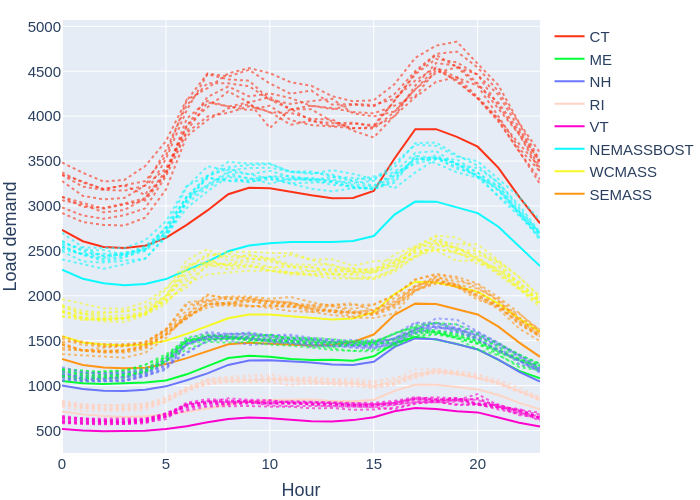 5000
4500
4000
3500
3000
2500
2000
1500
1000
500
Load demand
0
5
10
15
20
Hour
CT
ME
NH
RI
VT
NEMASSBOST
WCMASS
SEMASS